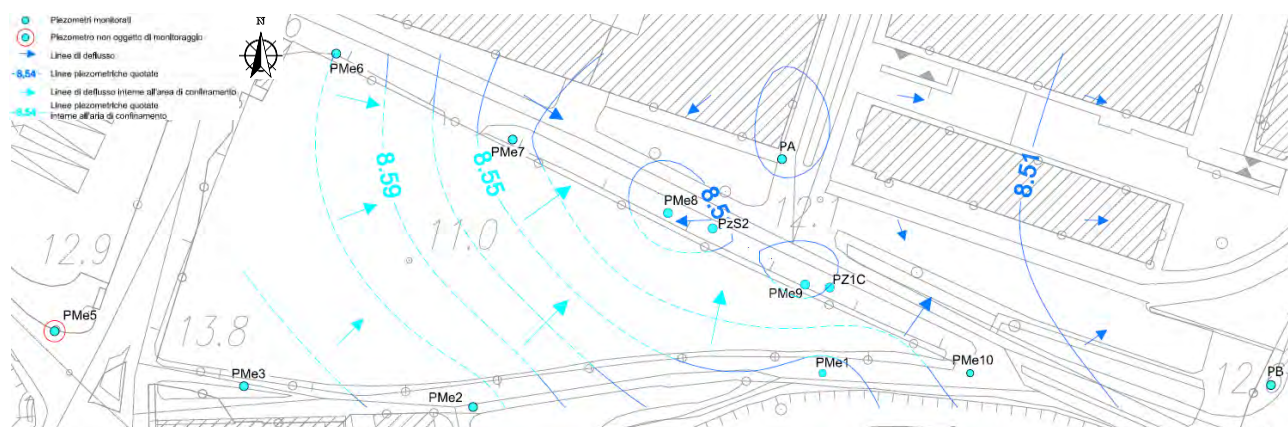 Piezometri monitorati
Piezometro non oggetto di monitoraggio
Linee di deflusso
8,54 Linee piezometriche quotate
Linee di deflusso interne all'area di confinamento
8,54 Linee piezometriche quotate
interne all'aria di confinamento
N
PMe6
PMe7
PA
8.59
8.55
8.51
PMe8
8.5
12.1
PzS2
11.0
12.9
PMe9
PZ1C
PMe5
13.8
PMe1
PMe10
PMe3
PMe2
12
PB